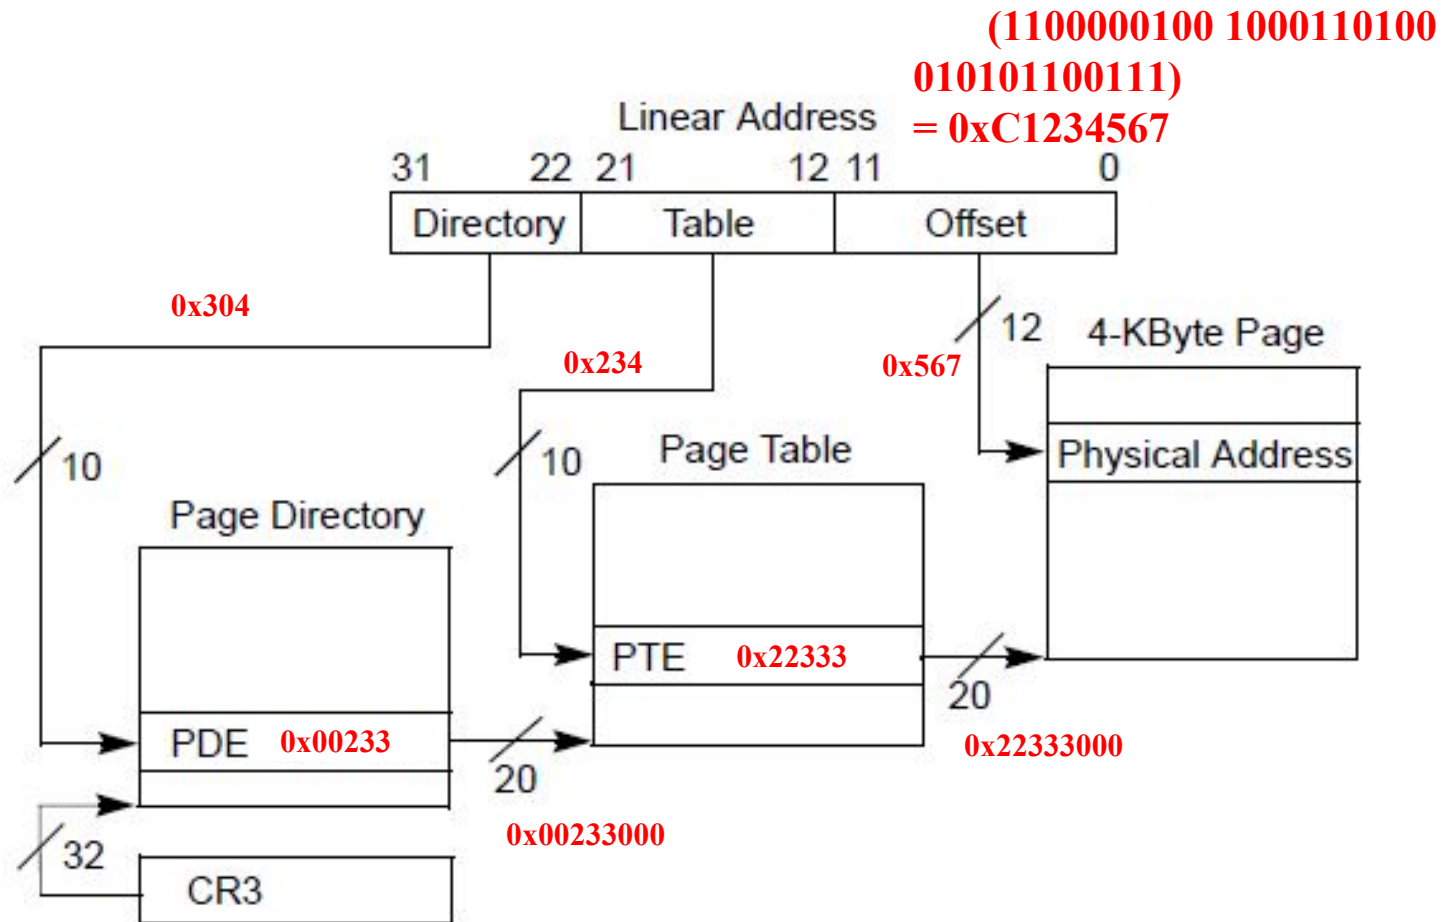 (1100000100 1000110100
010101100111)
= 0xC1234567
Linear Address
31 22 21 12 11 0
Directory Table Offset
0x304
0x234
0x567
12
4-KByte Page
10
10
Page Table
Physical Address
Page Directory
PTE 0x22333
20
0x22333000
PDE 0x00233
20
0x00233000
32
CR3